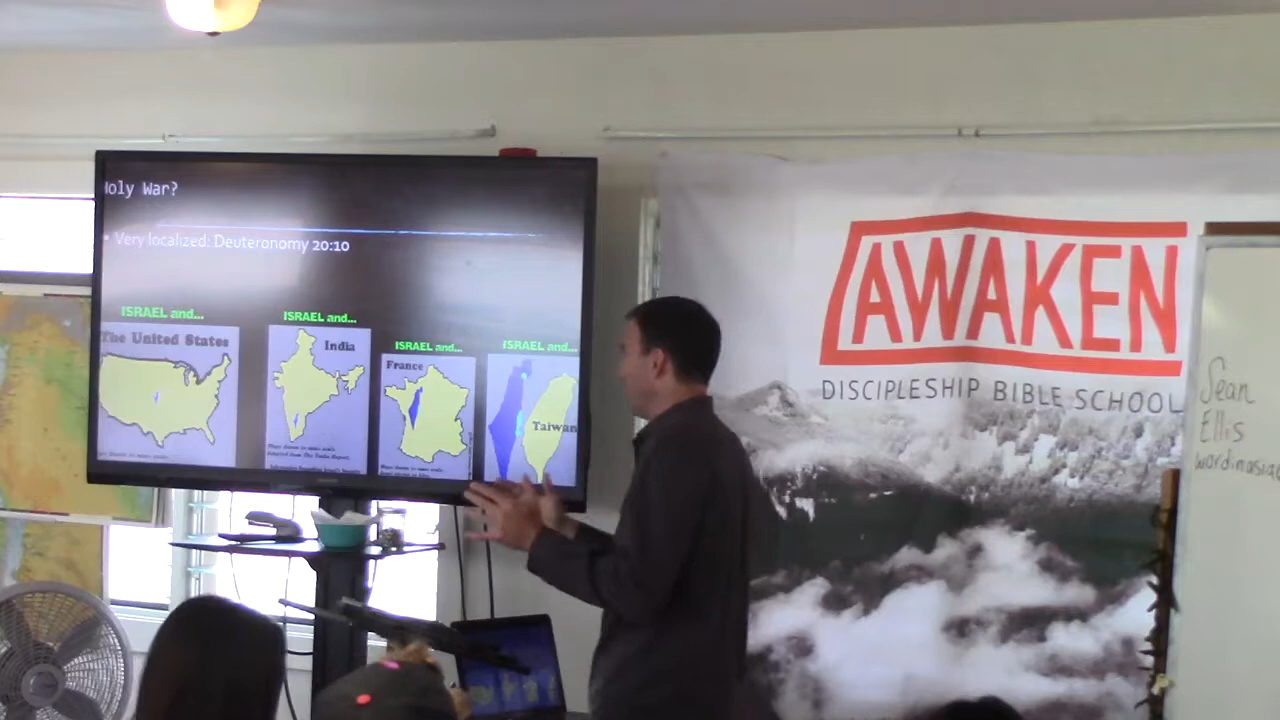 Holy War?
• Very localized: Deuteronomy 20:10
ISRAEL and...
The United States
ISRAEL and...
India
ISRAEL and...
France
ISRAEL and...
Taiwan
AWAKEN
DISCIPLESHIP BIBLE SCHOOL
Sean
Ellis